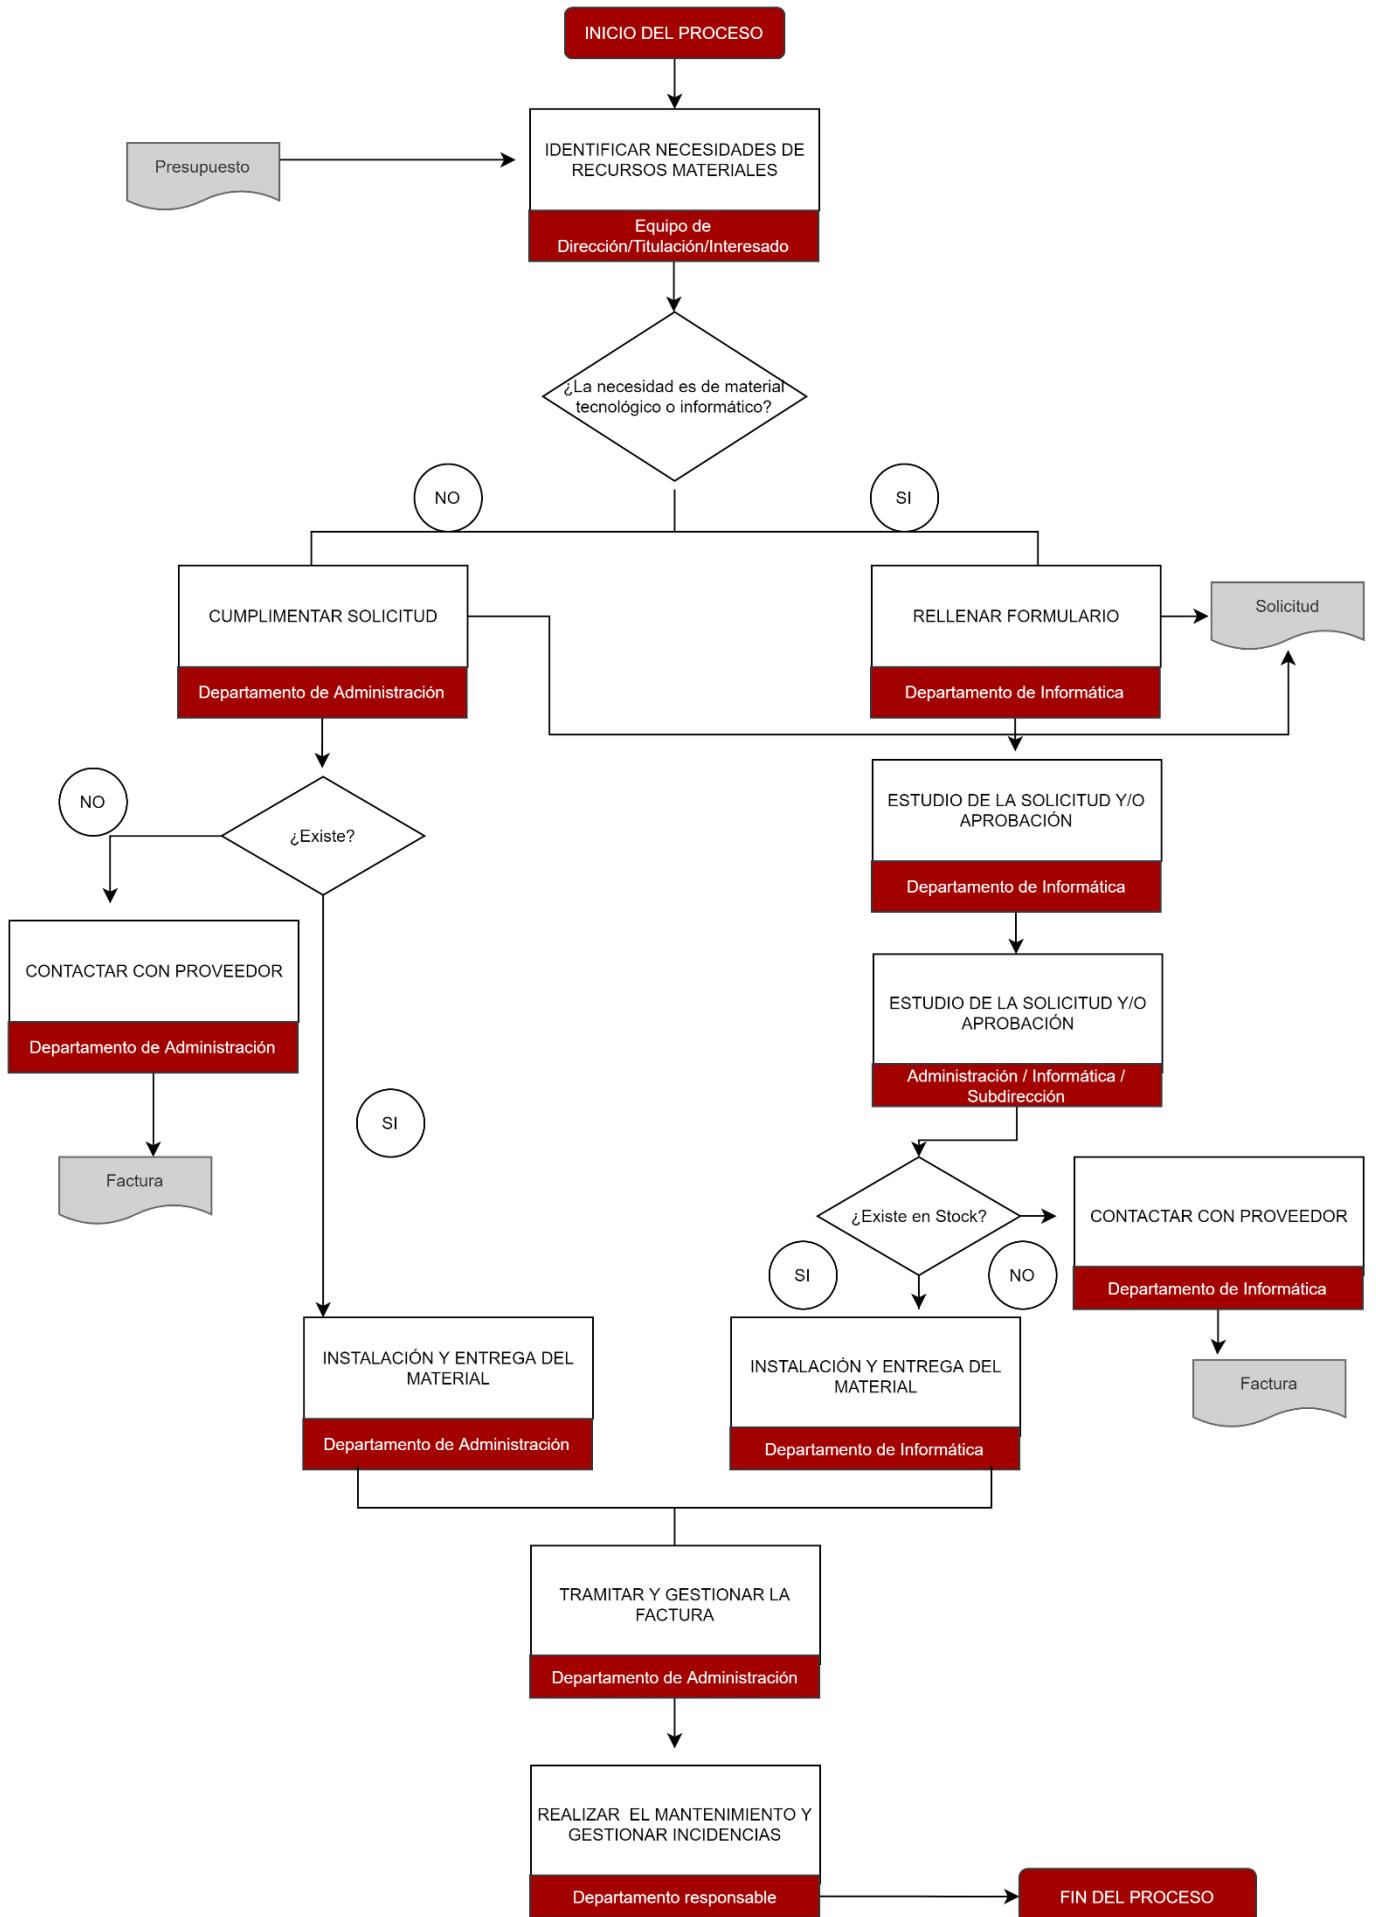 INICIO DEL PROCESO
Presupuesto
IDENTIFICAR NECESIDADES DE
RECURSOS MATERIALES
Equipo de
Dirección/Titulación/Interesado
¿La necesidad es de material
tecnológico o informático?
NO
SI
CUMPLIMENTAR SOLICITUD
Departamento de Administración
RELLENAR FORMULARIO
Departamento de Informática
Solicitud
NO
¿Existe?
ESTUDIO DE LA SOLICITUD Y/O
APROBACIÓN
Departamento de Informática
CONTACTAR CON PROVEEDOR
Departamento de Administración
ESTUDIO DE LA SOLICITUD Y/O
APROBACIÓN
Administración / Informática /
Subdirección
SI
Factura
¿Existe en Stock?
CONTACTAR CON PROVEEDOR
Departamento de Informática
SI
NO
INSTALACIÓN Y ENTREGA DEL
MATERIAL
Departamento de Administración
INSTALACIÓN Y ENTREGA DEL
MATERIAL
Departamento de Informática
Factura
TRAMITAR Y GESTIONAR LA
FACTURA
Departamento de Administración
REALIZAR  EL MANTENIMIENTO Y
GESTIONAR INCIDENCIAS
Departamento responsable
FIN DEL PROCESO